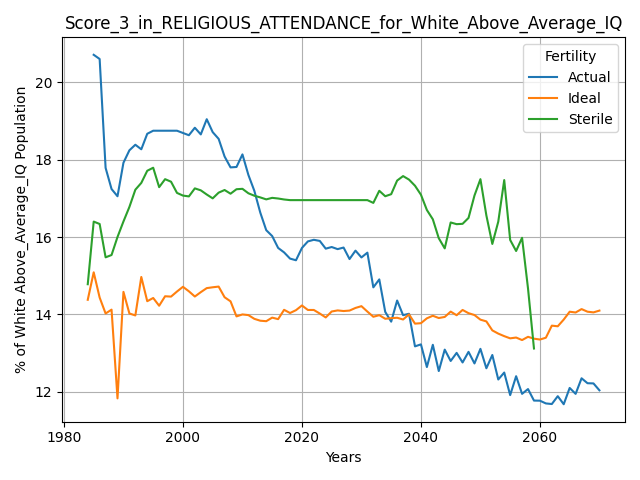 Score_3_in_RELIGIOUS_ATTENDANCE_for_White_Above_Average_IQ
% of White Above_Average_IQ Population
20
18
16
14
12
Fertility
Actual
Ideal
Sterile
1980
2000
2020
2040
2060
Years